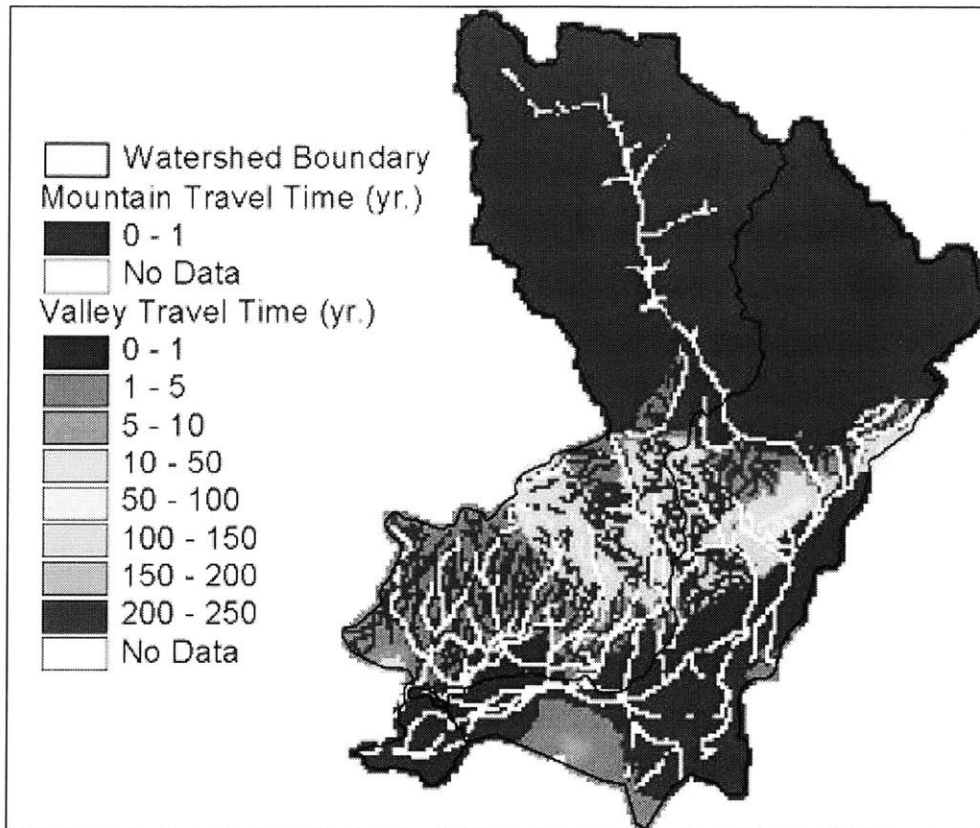 Watershed Boundary
Mountain Travel Time (yr.)
0 - 1
No Data
Valley Travel Time (yr.)
0 - 1
1 - 5
5 - 10
10 - 50
50 - 100
100 - 150
150 - 200
200 - 250
No Data